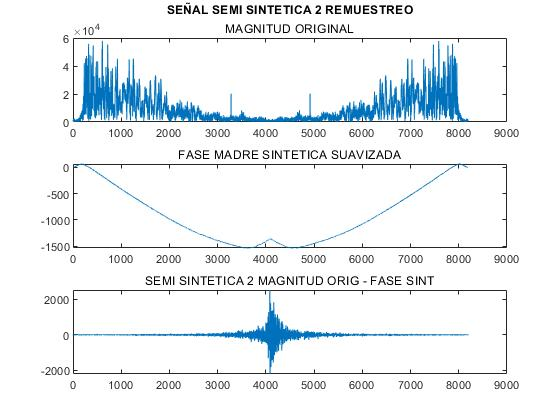 SEÑAL SEMI SINTETICA 2 REMUESTREO
×10⁴
MAGNITUD ORIGINAL
6
4
2
0
0 1000 2000 3000 4000 5000 6000 7000 8000 9000
FASE MADRE SINTETICA SUAVIZADA
0
-500
-1000
-1500
0 1000 2000 3000 4000 5000 6000 7000 8000 9000
SEMI SINTETICA 2 MAGNITUD ORIG - FASE SINT
2000
0
-2000
0 1000 2000 3000 4000 5000 6000 7000 8000 9000